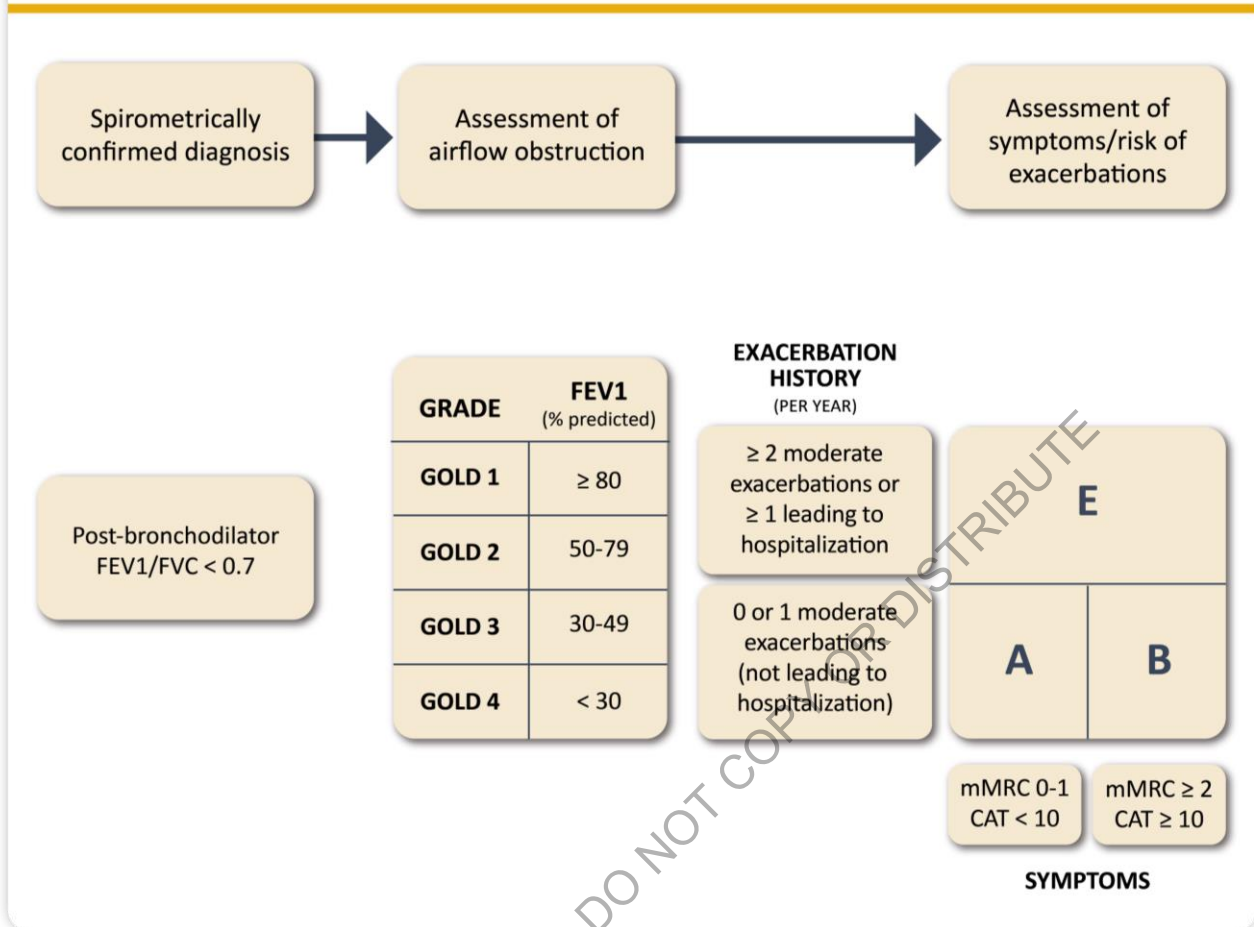 Spirometrically
confirmed diagnosis
Assessment of
airflow obstruction
Assessment of
symptoms/risk of
exacerbations
Post-bronchodilator
FEV1/FVC < 0.7
GRADE
FEV1
(% predicted)
GOLD 1
≥ 80
GOLD 2
50-79
GOLD 3
30-49
GOLD 4
< 30
EXACERBATION
HISTORY
(PER YEAR)
≥ 2 moderate
exacerbations or
≥ 1 leading to
hospitalization
0 or 1 moderate
exacerbations
(not leading to
hospitalization)
E
A
B
mMRC 0-1
CAT < 10
mMRC ≥ 2
CAT ≥ 10
SYMPTOMS
DO NOT COPY OR DISTRIBUTE